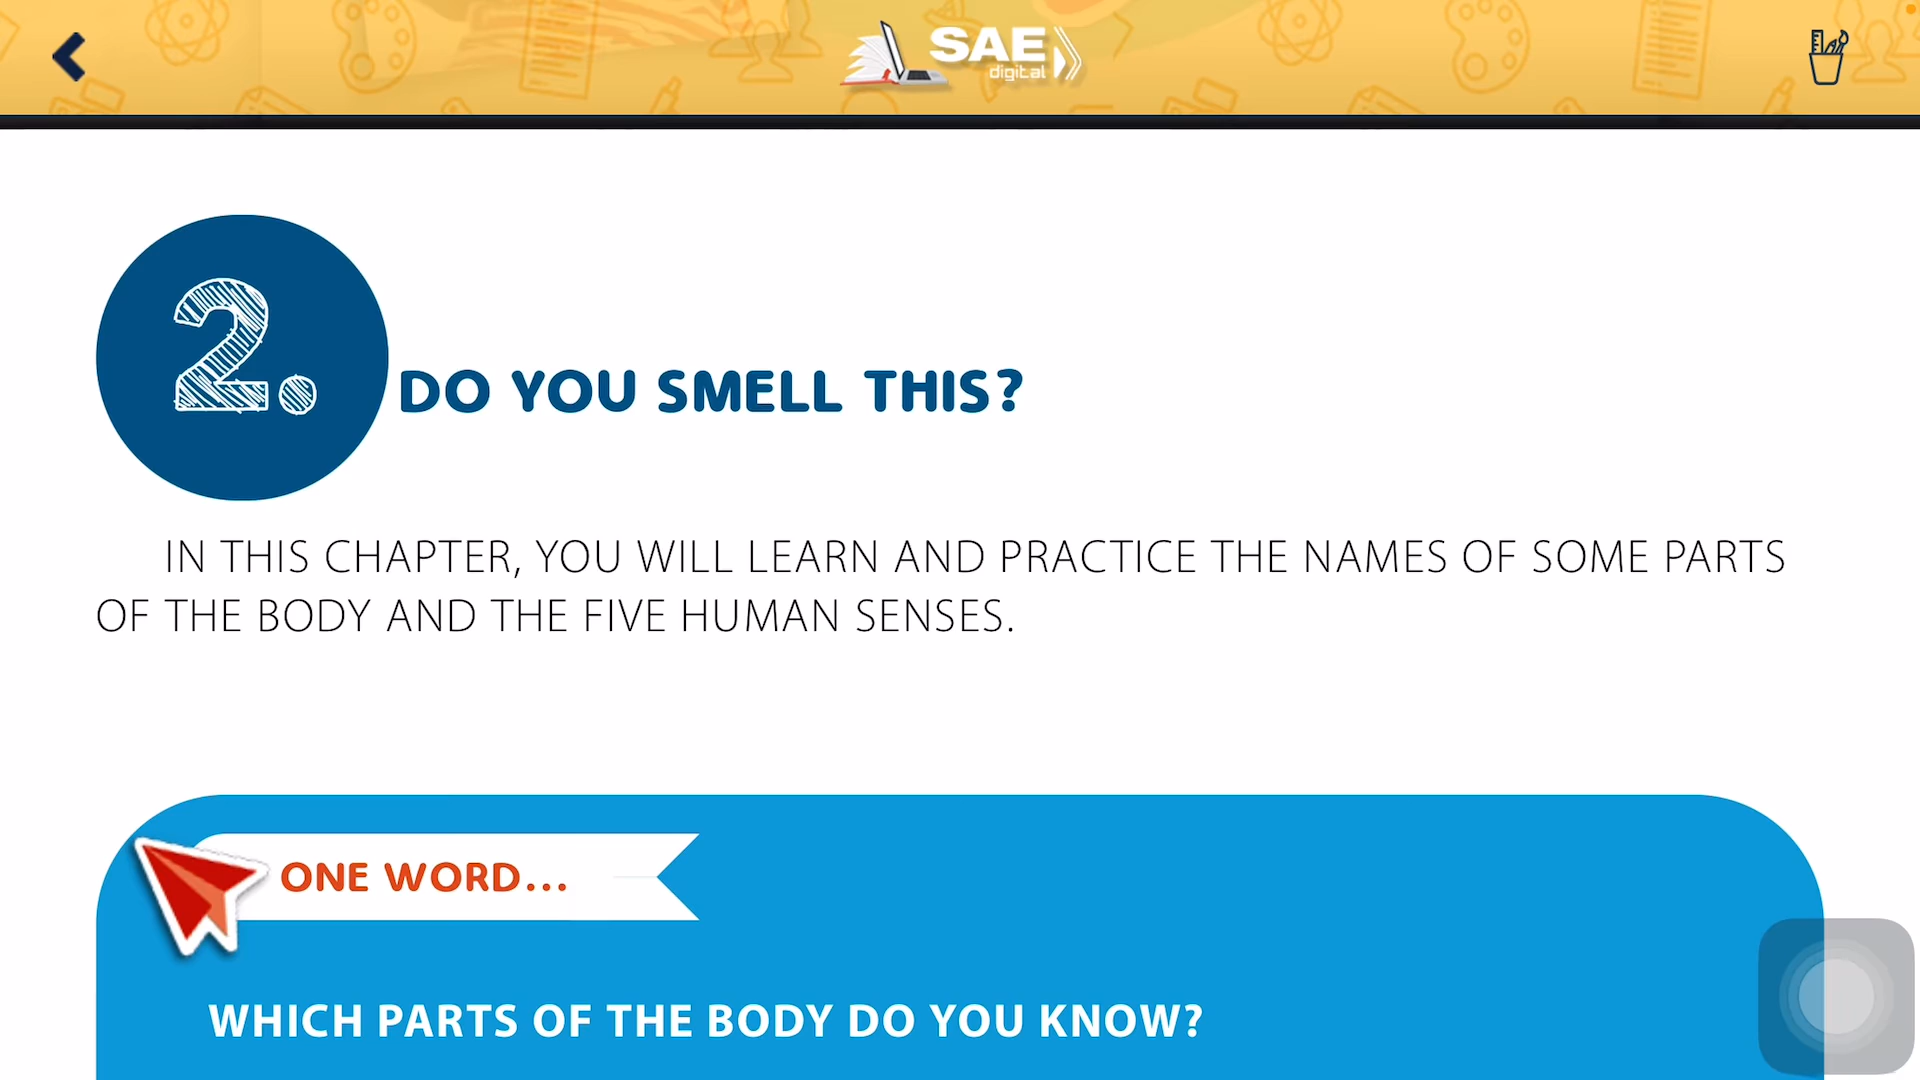 SAE
digital
2.
DO YOU SMELL THIS?
IN THIS CHAPTER, YOU WILL LEARN AND PRACTICE THE NAMES OF SOME PARTS
OF THE BODY AND THE FIVE HUMAN SENSES.
ONE WORD...
WHICH PARTS OF THE BODY DO YOU KNOW?